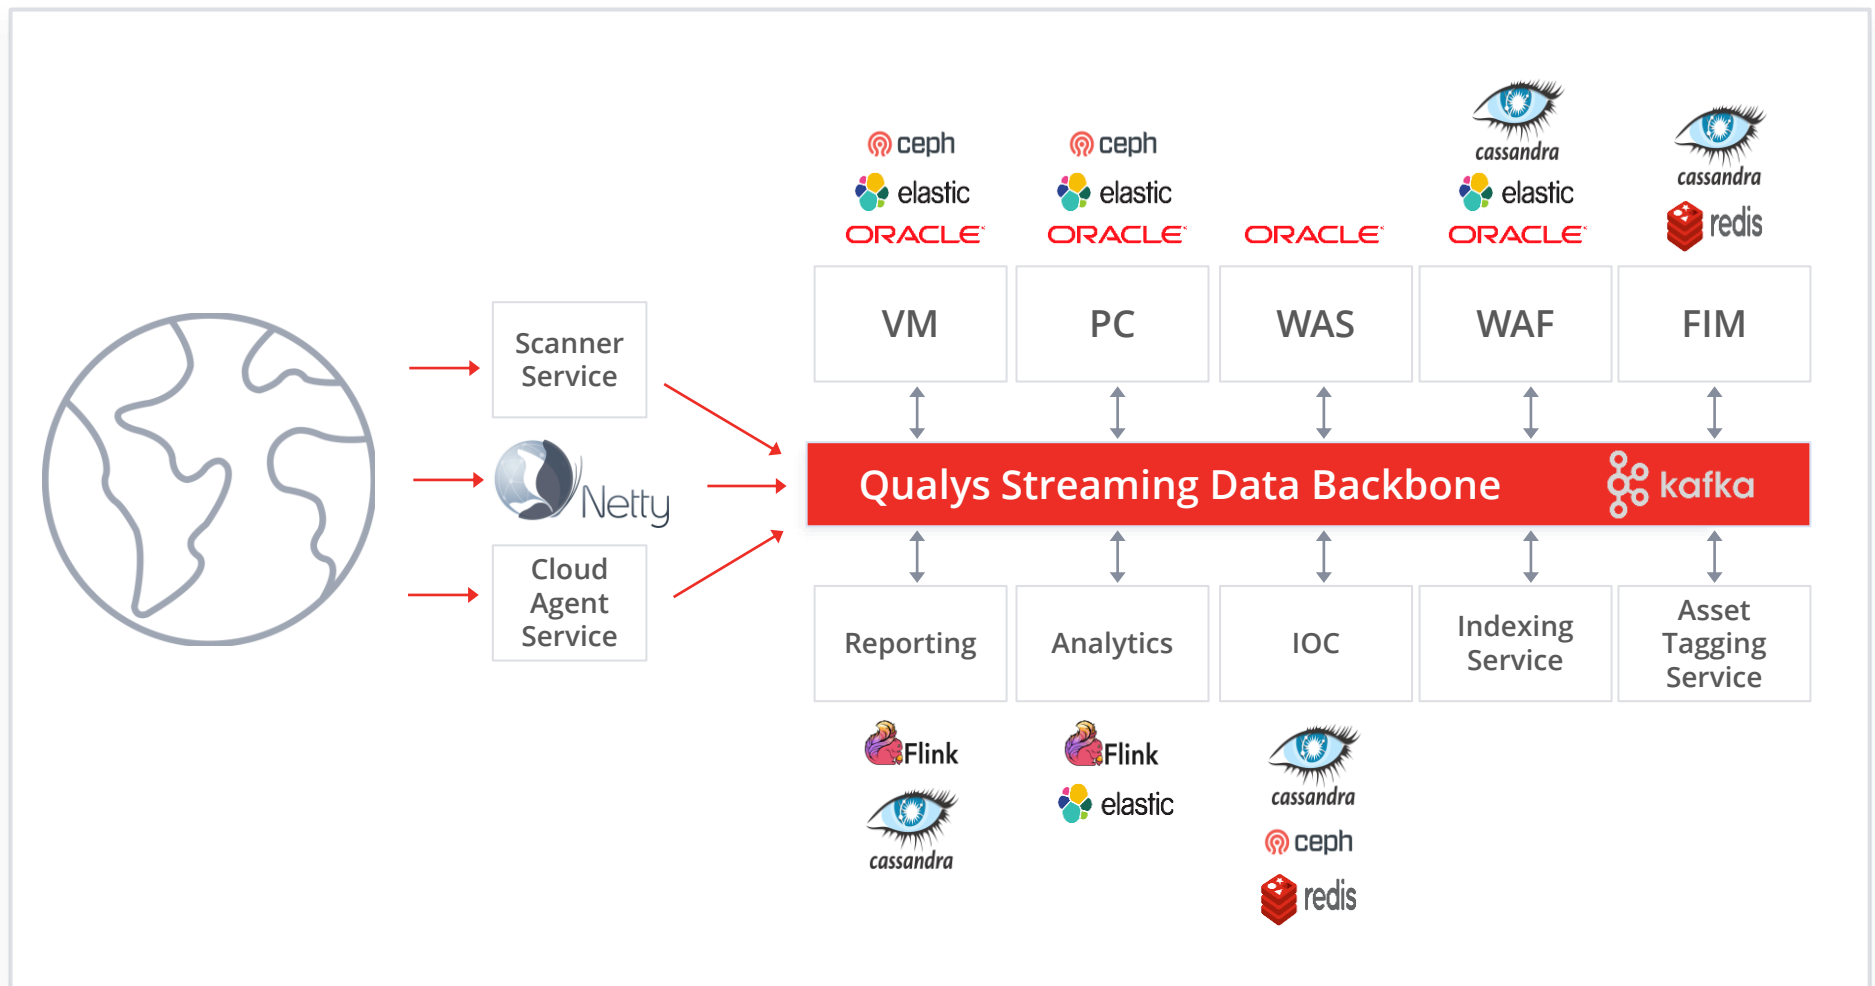 cassandra
cassandra
ceph
ceph
elastic
elastic
elastic
redis
ORACLE
ORACLE
ORACLE
ORACLE
VM
PC
WAS
WAF
FIM
Scanner
Service
Netty
Cloud
Agent
Service
Qualys Streaming Data Backbone
kafka
Reporting
Analytics
IOC
Indexing
Service
Asset
Tagging
Service
Flink
cassandra
Flink
elastic
cassandra
ceph
redis